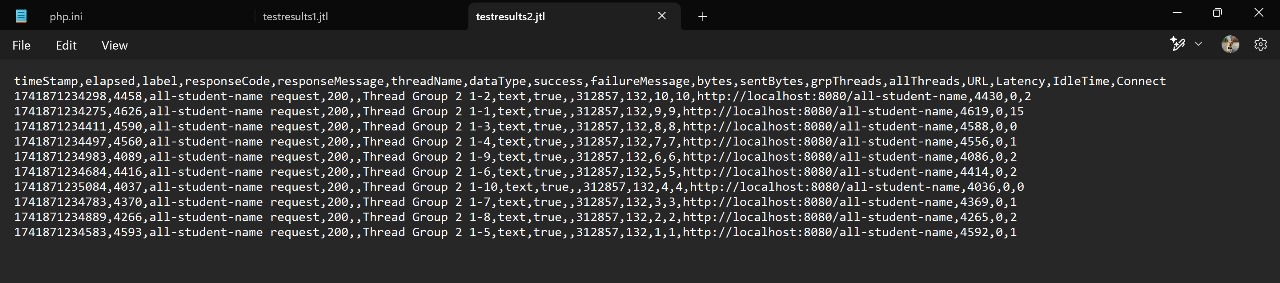 php.ini testresults1.jtl testresults2.jtl
File Edit View
timeStamp,elapsed,label,responseCode,responseMessage,threadName,dataType,success,failureMessage,bytes,sentBytes,grpThreads,allThreads,URL,Latency,IdleTime,Connect
1741871234298,4458,all-student-name request,200,,Thread Group 2 1-2,text,true,,312857,132,10,10,http://localhost:8080/all-student-name,4430,0,2
1741871234275,4626,all-student-name request,200,,Thread Group 2 1-1,text,true,,312857,132,9,9,http://localhost:8080/all-student-name,4619,0,15
1741871234411,4590,all-student-name request,200,,Thread Group 2 1-3,text,true,,312857,132,8,8,http://localhost:8080/all-student-name,4588,0,0
1741871234497,4560,all-student-name request,200,,Thread Group 2 1-4,text,true,,312857,132,7,7,http://localhost:8080/all-student-name,4556,0,1
1741871234983,4089,all-student-name request,200,,Thread Group 2 1-9,text,true,,312857,132,6,6,http://localhost:8080/all-student-name,4086,0,2
1741871234684,4416,all-student-name request,200,,Thread Group 2 1-6,text,true,,312857,132,5,5,http://localhost:8080/all-student-name,4414,0,2
1741871235084,4037,all-student-name request,200,,Thread Group 2 1-10,text,true,,312857,132,4,4,http://localhost:8080/all-student-name,4036,0,0
1741871234783,4370,all-student-name request,200,,Thread Group 2 1-7,text,true,,312857,132,3,3,http://localhost:8080/all-student-name,4369,0,1
1741871234889,4266,all-student-name request,200,,Thread Group 2 1-8,text,true,,312857,132,2,2,http://localhost:8080/all-student-name,4265,0,2
1741871234583,4593,all-student-name request,200,,Thread Group 2 1-5,text,true,,312857,132,1,1,http://localhost:8080/all-student-name,4592,0,1